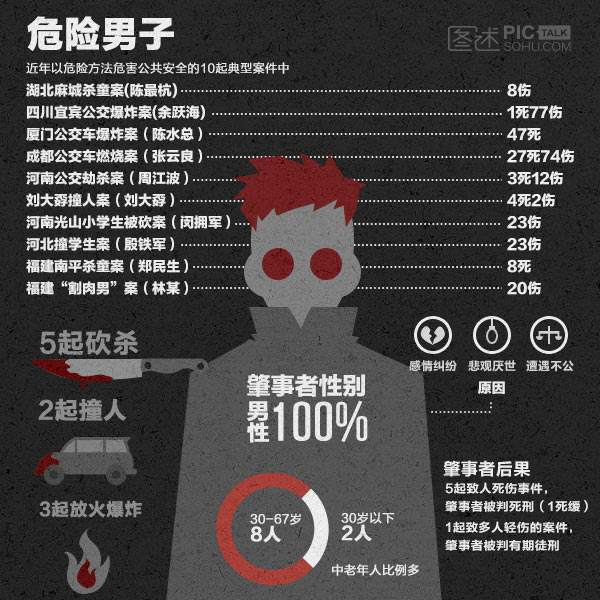 危险男子
图述 PIC TALK
SOHU.COM
近年以危险方法危害公共安全的10起典型案件中
湖北麻城杀童案(陈最杭) 8伤
四川宜宾公交爆炸案(余跃海) 1死77伤
厦门公交车爆炸案（陈水总） 47死
成都公交车燃烧案（张云良） 27死74伤
河南公交劫杀案（周江波） 3死12伤
刘大孬撞人案（刘大孬） 4死2伤
河南光山小学生被砍案（闵拥军） 23伤
河北撞学生案（殷铁军） 23伤
福建南平杀童案（郑民生） 8死
福建“割肉男”案（林某） 20伤
5起砍杀
2起撞人
3起放火爆炸
感情纠纷 悲观厌世 遭遇不公
原因
肇事者性别
男性100%
30-67岁
8人
30岁以下
2人
中老年人比例多
肇事者后果
5起致人死伤事件，
肇事者被判死刑（1死缓）
1起致多人轻伤的案件，
肇事者被判有期徒刑